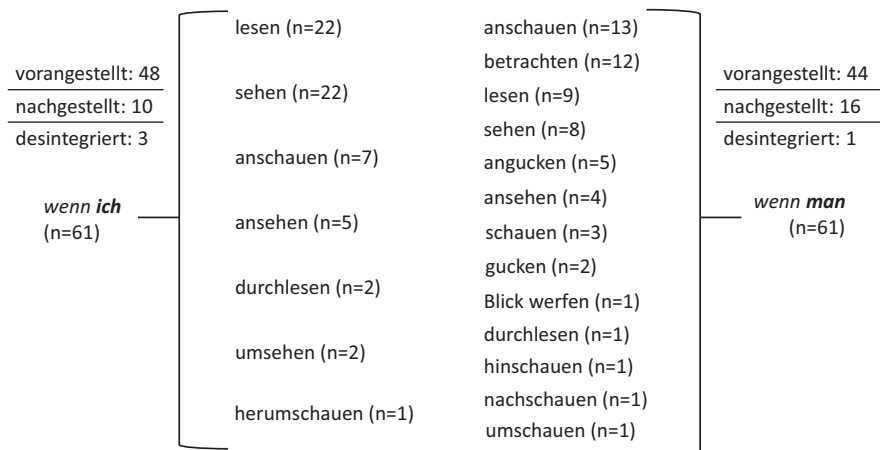 vorangestellt: 48
nachgestellt: 10
desintegriert: 3
wenn ich
(n=61)
lesen (n=22)
sehen (n=22)
anschauen (n=7)
ansehen (n=5)
durchlesen (n=2)
umsehen (n=2)
herumschauen (n=1)
anschauen (n=13)
betrachten (n=12)
lesen (n=9)
sehen (n=8)
angucken (n=5)
ansehen (n=4)
schauen (n=3)
gucken (n=2)
Blick werfen (n=1)
durchlesen (n=1)
hinschauen (n=1)
nachschauen (n=1)
umschauen (n=1)
vorangestellt: 44
nachgestellt: 16
desintegriert: 1
wenn man
(n=61)